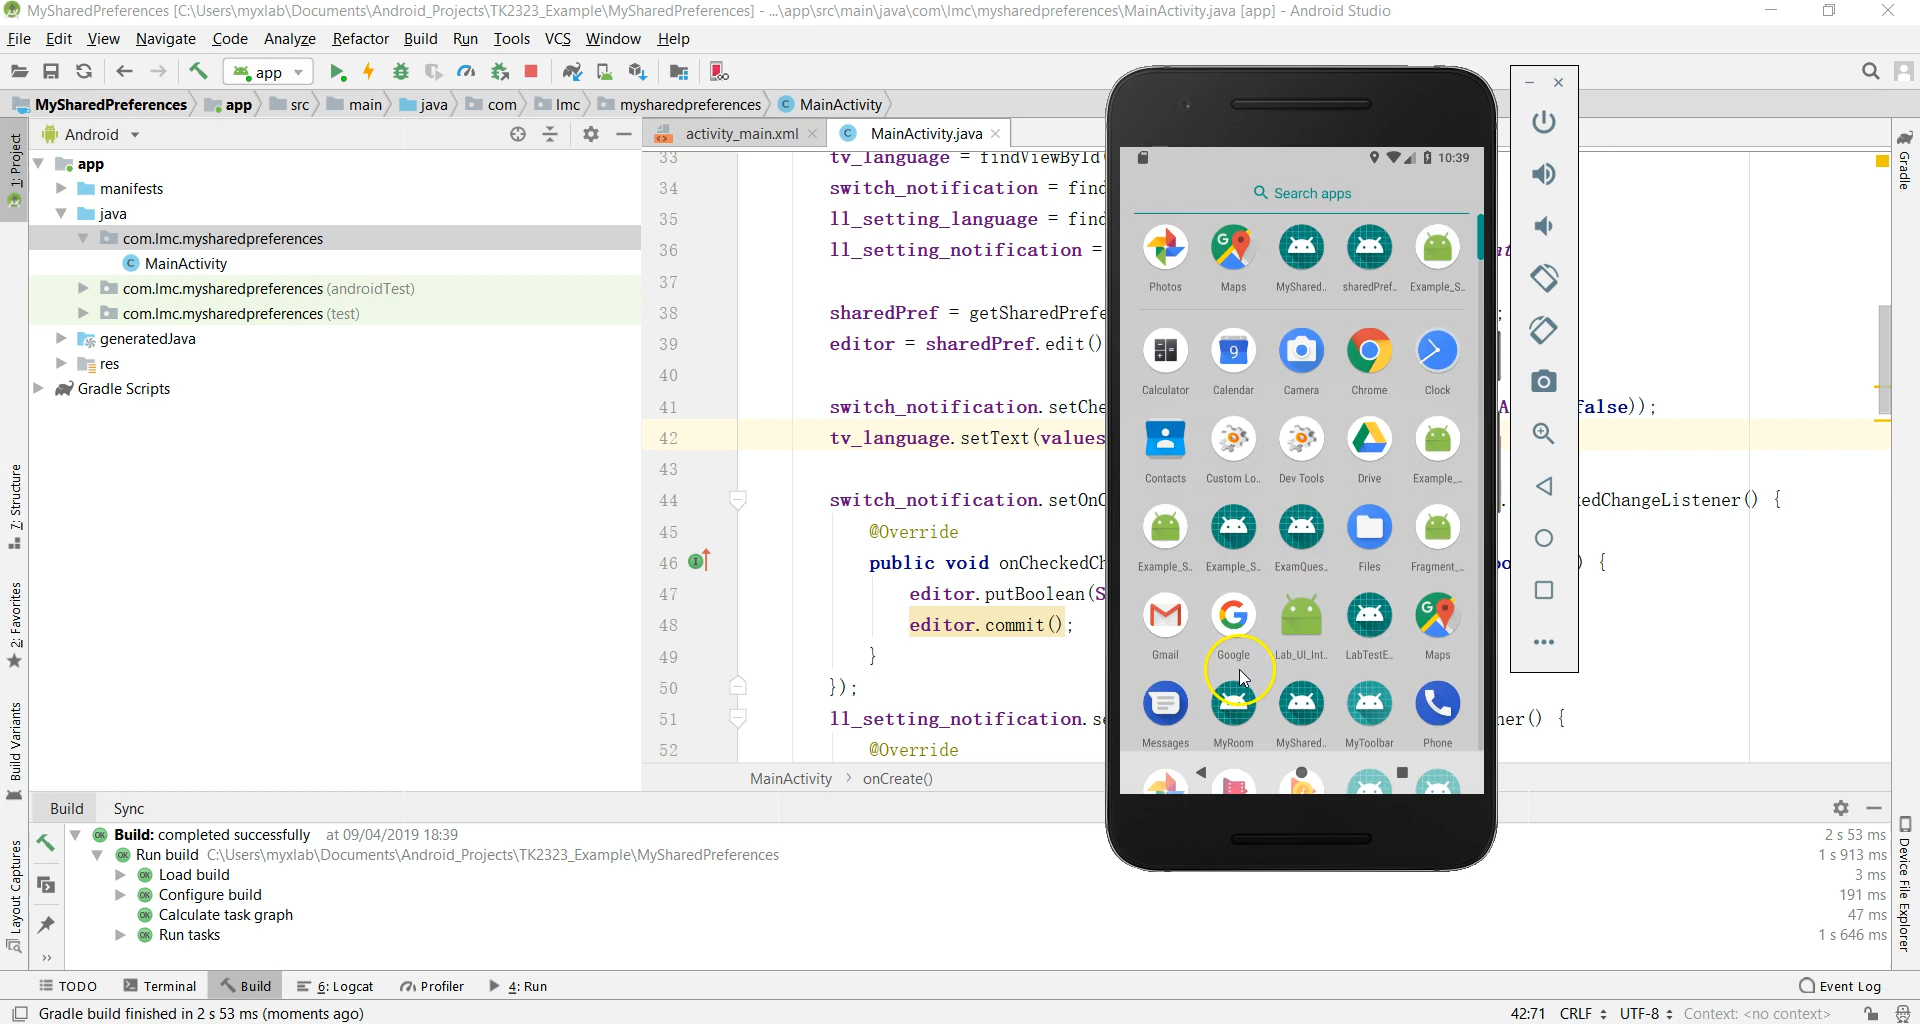 MySharedPreferences [C:\Users\myxlab\Documents\Android_Projects\TK2323_Example\MySharedPreferences] - ...\app\src\main\java\com\lmc\mysharedpreferences\MainActivity.java [app] - Android Studio
File Edit View Navigate Code Analyze Refactor Build Run Tools VCS Window Help
app
MySharedPreferences app src main java com lmc mysharedpreferences MainActivity
Android
activity_main.xml MainActivity.java
1: Project
7: Structure
2: Favorites
Build Variants
Layout Captures
app
manifests
java
com.lmc.mysharedpreferences
MainActivity
com.lmc.mysharedpreferences (androidTest)
com.lmc.mysharedpreferences (test)
generatedJava
res
Gradle Scripts
33 tv_language = findViewById(
34 switch_notification = find
35 ll_setting_language = find
36 ll_setting_notification =
37
38 sharedPref = getSharedPrefe ;
39 editor = sharedPref.edit()
40
41 switch_notification.setChe false));
42 tv_language.setText(values
43
44 switch_notification.setOnC edChangeListener() {
45 @Override
46 public void onCheckedCh ) {
47 editor.putBoolean(S
48 editor.commit();
49 }
50 });
51 ll_setting_notification.se ner() {
52 @Override
MainActivity > onCreate()
10:39
Search apps
Photos Maps MyShared.. sharedPref.. Example_S..
Calculator Calendar Camera Chrome Clock
9
Contacts Custom Lo.. Dev Tools Drive Example_..
Example_S.. Example_S.. ExamQues.. Files Fragment_..
Gmail Google Lab_UI_Int.. LabTestE.. Maps
Messages MyRoom MyShared.. MyToolbar Phone
Gradle
Device File Explorer
Build Sync
Build: completed successfully at 09/04/2019 18:39 2 s 53 ms
Run build C:\Users\myxlab\Documents\Android_Projects\TK2323_Example\MySharedPreferences 1 s 913 ms
Load build 3 ms
Configure build 191 ms
Calculate task graph 47 ms
Run tasks 1 s 646 ms
TODO Terminal Build 6: Logcat Profiler 4: Run Event Log
Gradle build finished in 2 s 53 ms (moments ago) 42:71 CRLF UTF-8 Context: <no context>